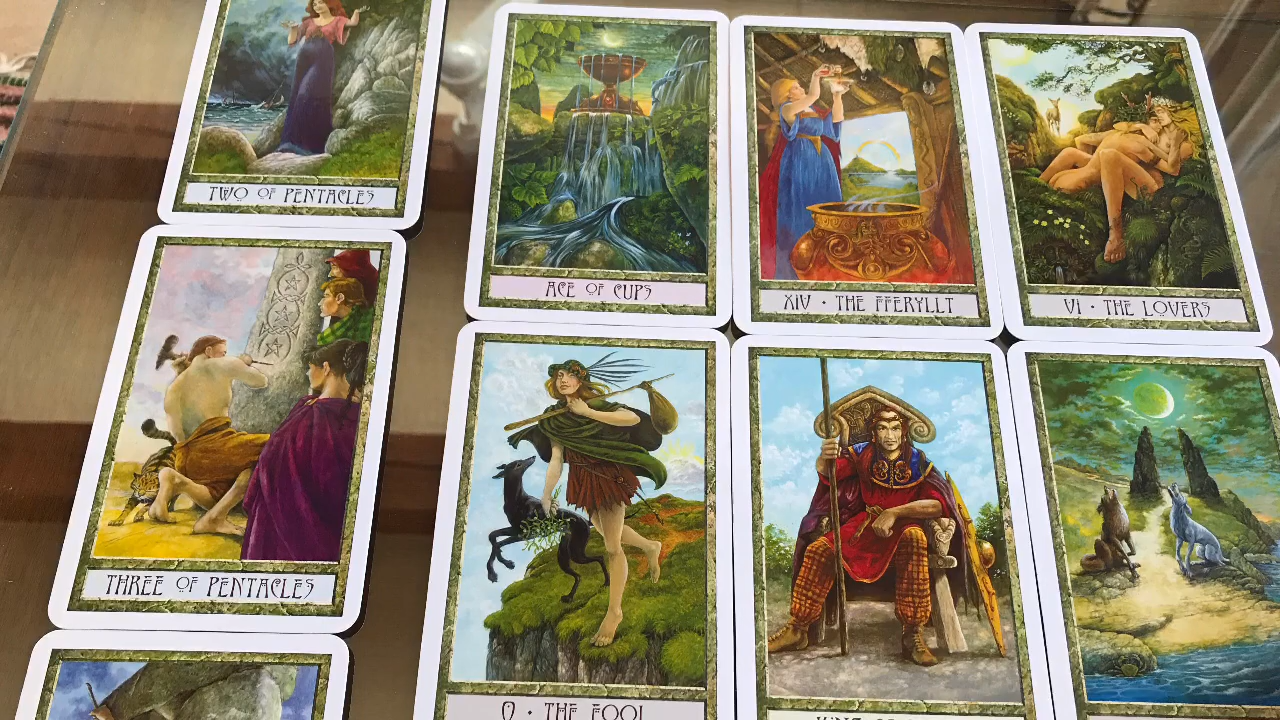 TWO OF PENTACLES
ACE OF CUPS
XIV • THE FFERYLLT
VI • THE LOVERS
THREE OF PENTACLES
0 • THE FOOL